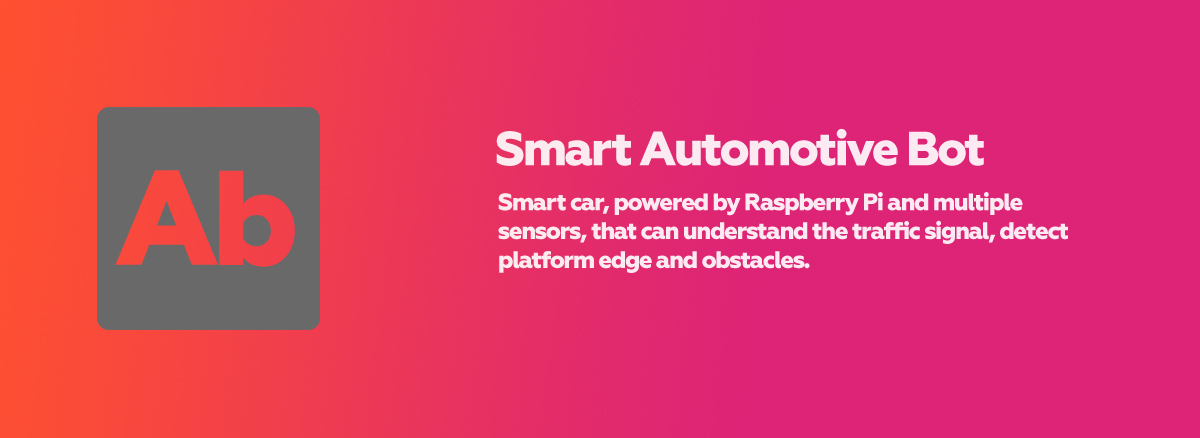 Ab
Smart Automotive Bot
Smart car, powered by Raspberry Pi and multiple
sensors, that can understand the traffic signal, detect
platform edge and obstacles.